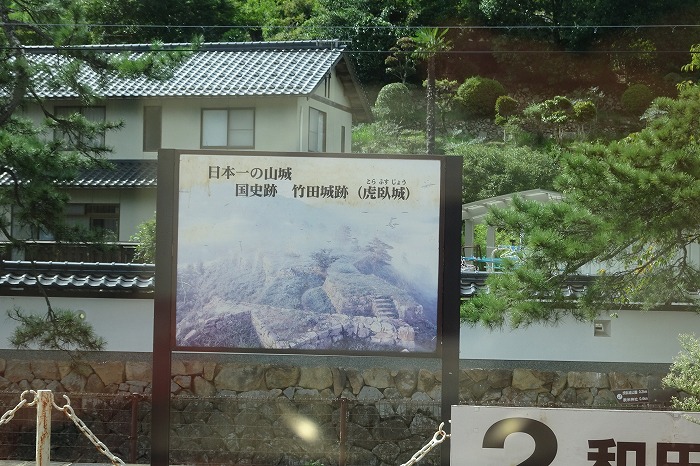 日本一の山城
とら ふす じょう
国史跡 竹田城跡 (虎臥城)
2 和田